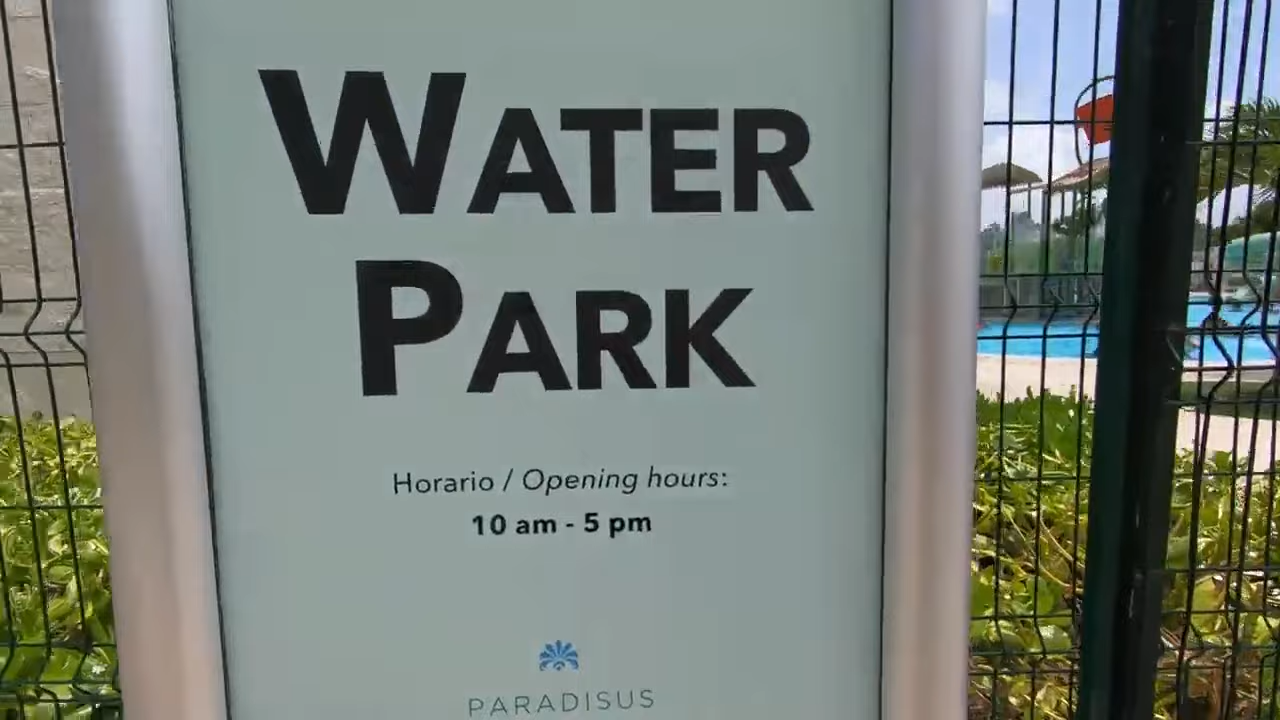 WATER
PARK
Horario / Opening hours:
10 am - 5 pm
PARADISUS